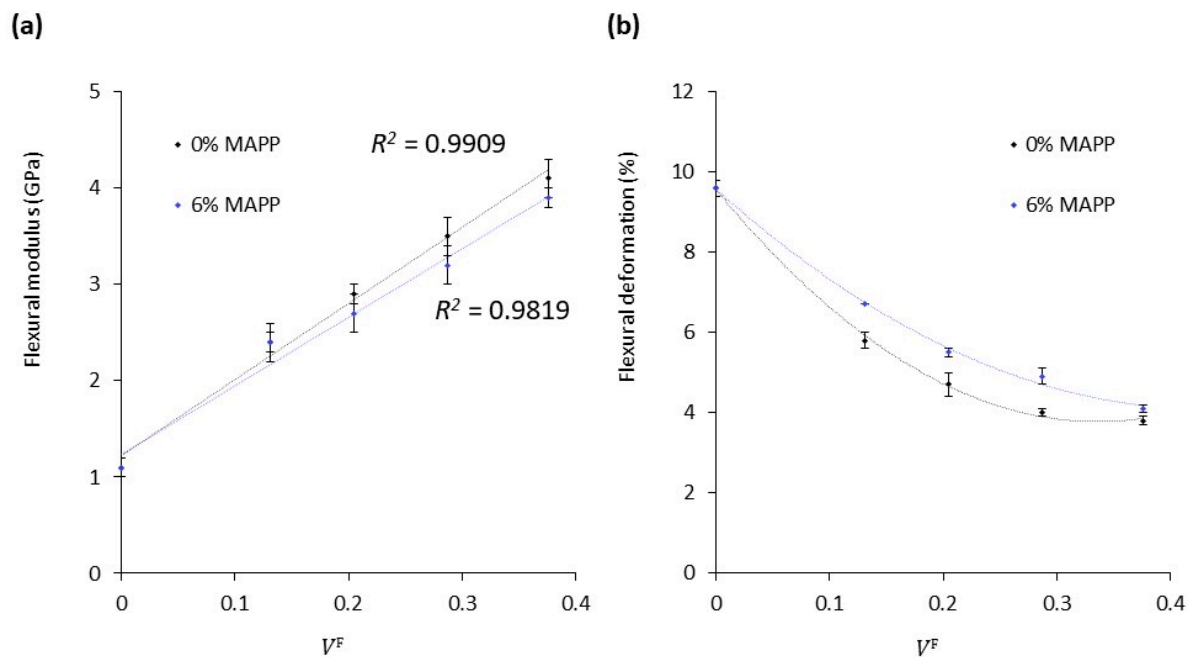 (a)
Flexural modulus (GPa)
5
4
3
2
1
0
0
0.1
0.2
0.3
0.4
V^F
0% MAPP
6% MAPP
R² = 0.9909
R² = 0.9819
(b)
Flexural deformation (%)
12
10
8
6
4
2
0
0
0.1
0.2
0.3
0.4
V^F
0% MAPP
6% MAPP